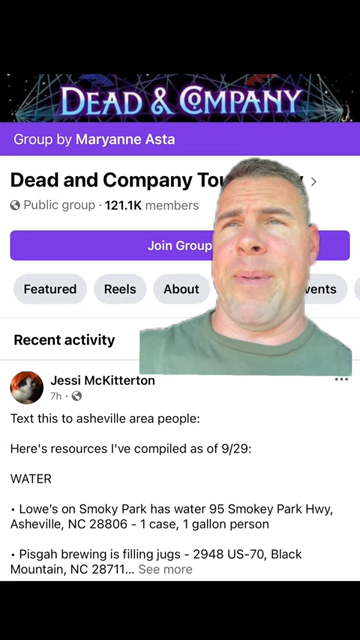 DEAD & COMPANY
Group by Maryanne Asta
Dead and Company Tou
Public group · 121.1K members
Join Group
Featured
Reels
About
Recent activity
Jessi McKitterton
7h ·
Text this to asheville area people:
Here's resources I've compiled as of 9/29:
WATER
• Lowe's on Smoky Park has water 95 Smokey Park Hwy,
Asheville, NC 28806 - 1 case, 1 gallon person
• Pisgah brewing is filling jugs - 2948 US-70, Black
Mountain, NC 28711... See more